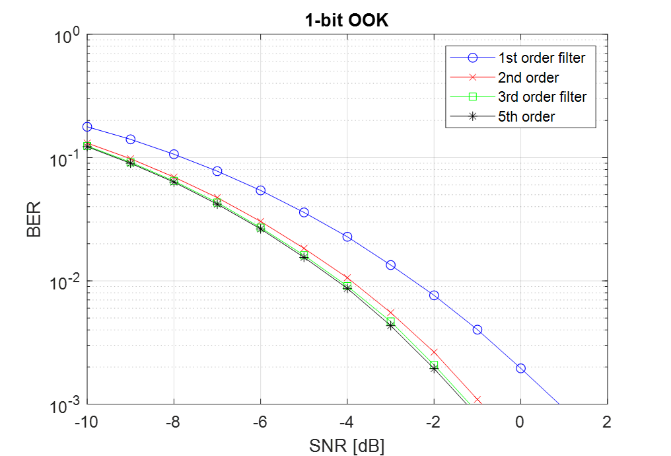 1-bit OOK
10^0
10^-1
10^-2
10^-3
BER
1st order filter
2nd order
3rd order filter
5th order
-10 -8 -6 -4 -2 0 2
SNR [dB]